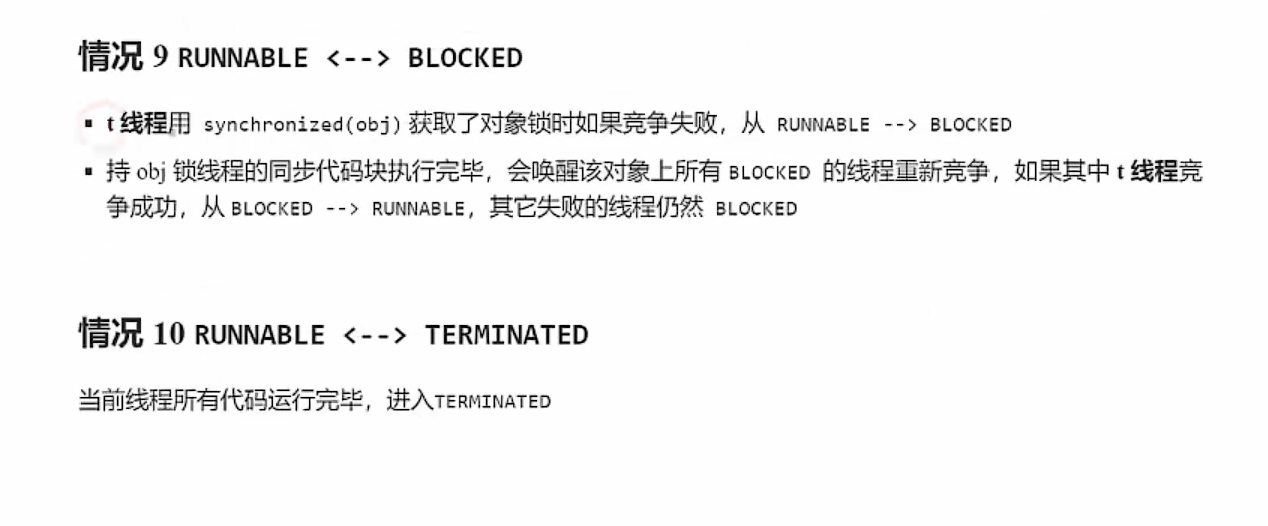 情况 9 RUNNABLE <--> BLOCKED
▪ t 线程用 synchronized(obj) 获取了对象锁时如果竞争失败，从 RUNNABLE --> BLOCKED
▪ 持 obj 锁线程的同步代码块执行完毕，会唤醒该对象上所有 BLOCKED 的线程重新竞争，如果其中 t 线程竞
争成功，从 BLOCKED --> RUNNABLE，其它失败的线程仍然 BLOCKED
情况 10 RUNNABLE <--> TERMINATED
当前线程所有代码运行完毕，进入TERMINATED